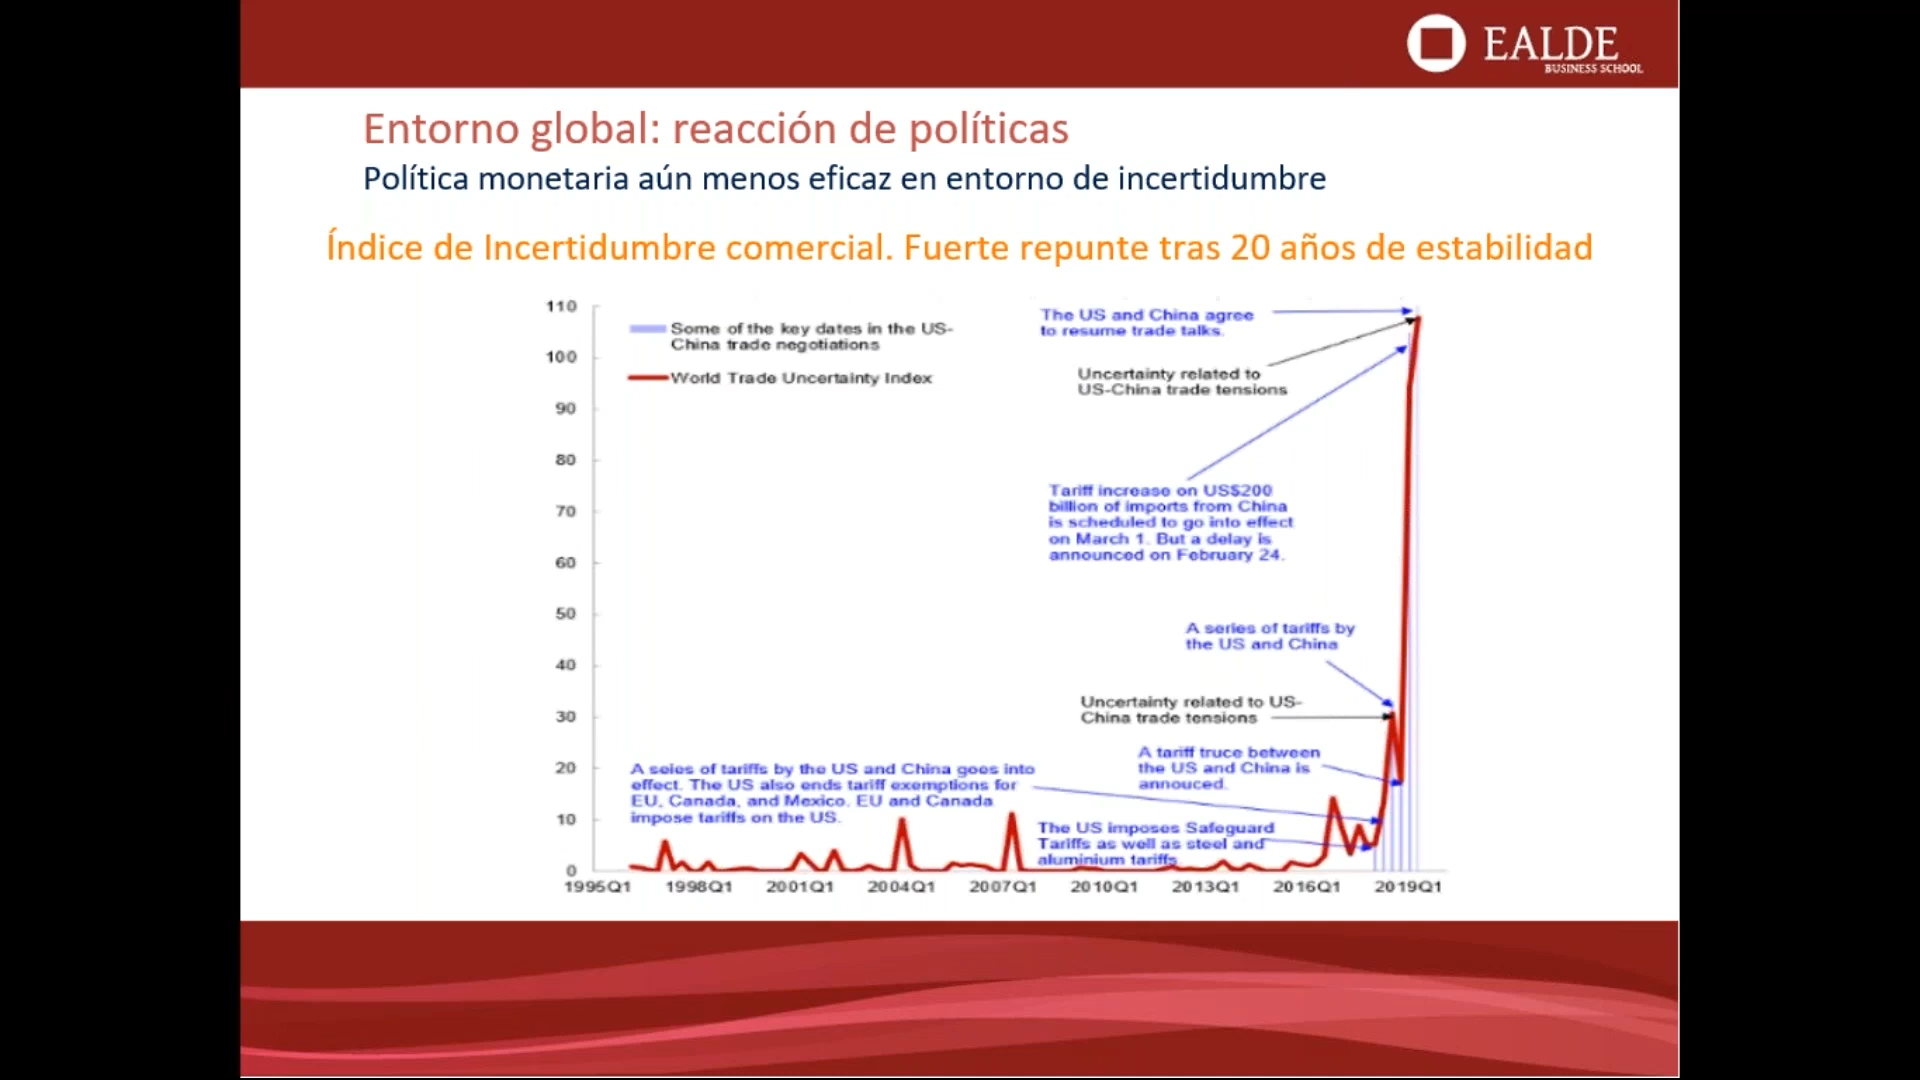 EALDE
BUSINESS SCHOOL
Entorno global: reacción de políticas
Política monetaria aún menos eficaz en entorno de incertidumbre
Índice de Incertidumbre comercial. Fuerte repunte tras 20 años de estabilidad
110
100
90
80
70
60
50
40
30
20
10
0
Some of the key dates in the US-
China trade negotiations
World Trade Uncertainty Index
The US and China agree
to resume trade talks.
Uncertainty related to
US-China trade tensions
Tariff increase on US$200
billion of imports from China
is scheduled to go into effect
on March 1. But a delay is
announced on February 24.
A series of tariffs by
the US and China
Uncertainty related to US-
China trade tensions
A tariff truce between
the US and China is
annouced.
A seies of tariffs by the US and China goes into
effect. The US also ends tariff exemptions for
EU, Canada, and Mexico. EU and Canada
impose tariffs on the US.
The US imposes Safeguard
Tariffs as well as steel and
aluminium tariffs.
1995Q1 1998Q1 2001Q1 2004Q1 2007Q1 2010Q1 2013Q1 2016Q1 2019Q1